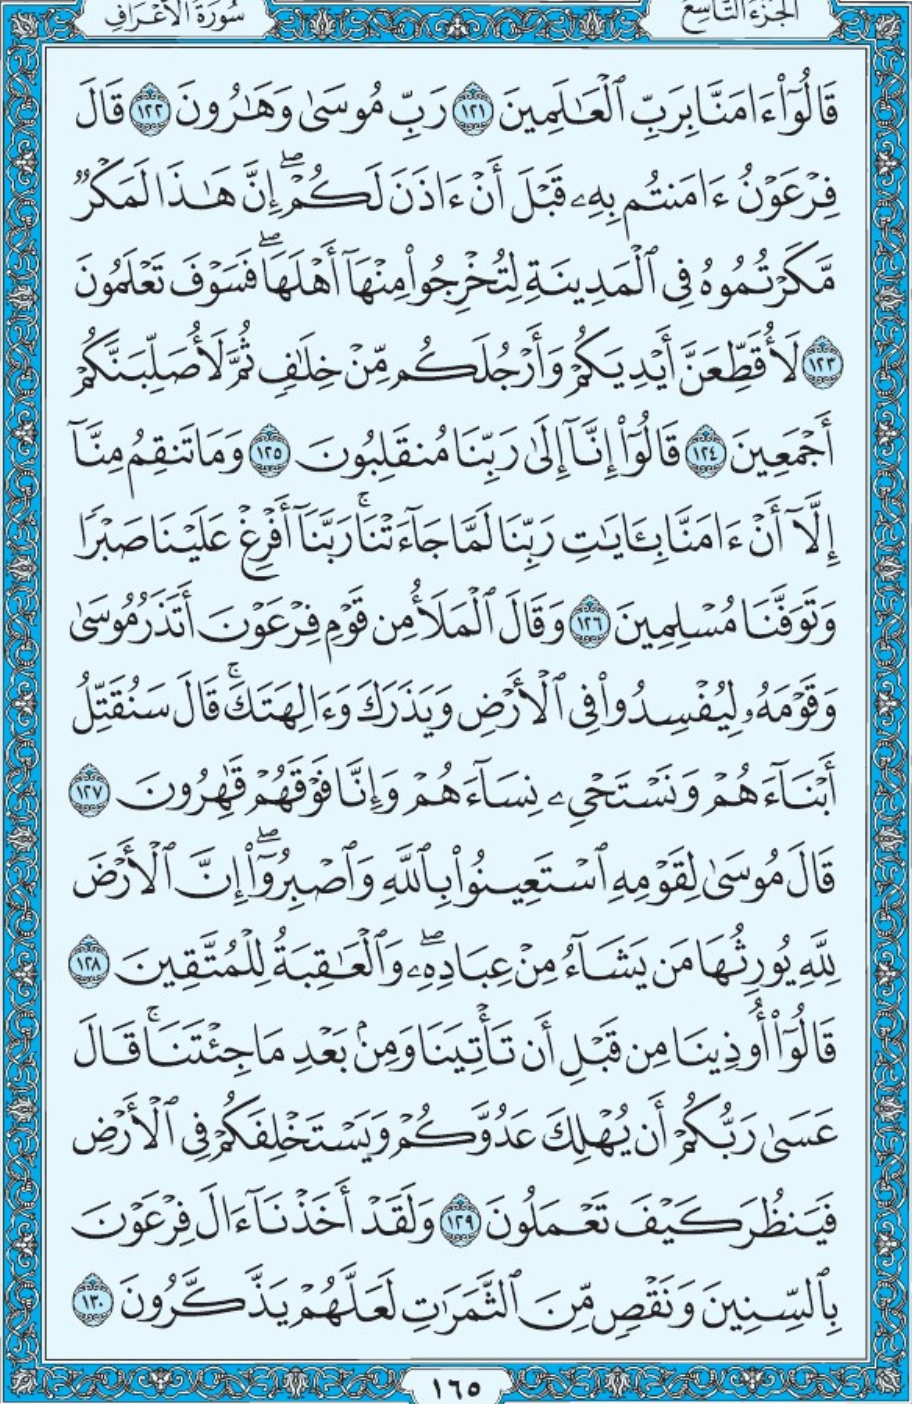 الجزء التاسع
سورة الأعراف
قَالُوٓا۟ ءَامَنَّا بِرَبِّ ٱلْعَـٰلَمِينَ ١٢١ رَبِّ مُوسَىٰ وَهَـٰرُونَ ١٢٢ قَالَ
فِرْعَوْنُ ءَامَنتُم بِهِۦ قَبْلَ أَنْ ءَاذَنَ لَكُمْ ۖ إِنَّ هَـٰذَا لَمَكْرٌ
مَّكَرْتُمُوهُ فِى ٱلْمَدِينَةِ لِتُخْرِجُوا۟ مِنْهَآ أَهْلَهَا ۖ فَسَوْفَ تَعْلَمُونَ
١٢٣ لَأُقَطِّعَنَّ أَيْدِيَكُمْ وَأَرْجُلَكُم مِّنْ خِلَـٰفٍ ثُمَّ لَأُصَلِّبَنَّكُمْ
أَجْمَعِينَ ١٢٤ قَالُوٓا۟ إِنَّآ إِلَىٰ رَبِّنَا مُنقَلِبُونَ ١٢٥ وَمَا تَنقِمُ مِنَّآ
إِلَّآ أَنْ ءَامَنَّا بِـَٔايَـٰتِ رَبِّنَا لَمَّا جَآءَتْنَا ۚ رَبَّنَآ أَفْرِغْ عَلَيْنَا صَبْرًا
وَتَوَفَّنَا مُسْلِمِينَ ١٢٦ وَقَالَ ٱلْمَلَأُ مِن قَوْمِ فِرْعَوْنَ أَتَذَرُ مُوسَىٰ
وَقَوْمَهُۥ لِيُفْسِدُوا۟ فِى ٱلْأَرْضِ وَيَذَرَكَ وَءَالِهَتَكَ ۚ قَالَ سَنُقَتِّلُ
أَبْنَآءَهُمْ وَنَسْتَحْىِۦ نِسَآءَهُمْ وَإِنَّا فَوْقَهُمْ قَـٰهِرُونَ ١٢٧
قَالَ مُوسَىٰ لِقَوْمِهِ ٱسْتَعِينُوا۟ بِٱللَّهِ وَٱصْبِرُوٓا۟ ۖ إِنَّ ٱلْأَرْضَ
لِلَّهِ يُورِثُهَا مَن يَشَآءُ مِنْ عِبَادِهِۦ ۖ وَٱلْعَـٰقِبَةُ لِلْمُتَّقِينَ ١٢٨
قَالُوٓا۟ أُوذِينَا مِن قَبْلِ أَن تَأْتِيَنَا وَمِنۢ بَعْدِ مَا جِئْتَنَا ۚ قَالَ
عَسَىٰ رَبُّكُمْ أَن يُهْلِكَ عَدُوَّكُمْ وَيَسْتَخْلِفَكُمْ فِى ٱلْأَرْضِ
فَيَنظُرَ كَيْفَ تَعْمَلُونَ ١٢٩ وَلَقَدْ أَخَذْنَآ ءَالَ فِرْعَوْنَ
بِٱلسِّنِينَ وَنَقْصٍ مِّنَ ٱلثَّمَرَٰتِ لَعَلَّهُمْ يَذَّكَّرُونَ ١٣٠
١٦٥